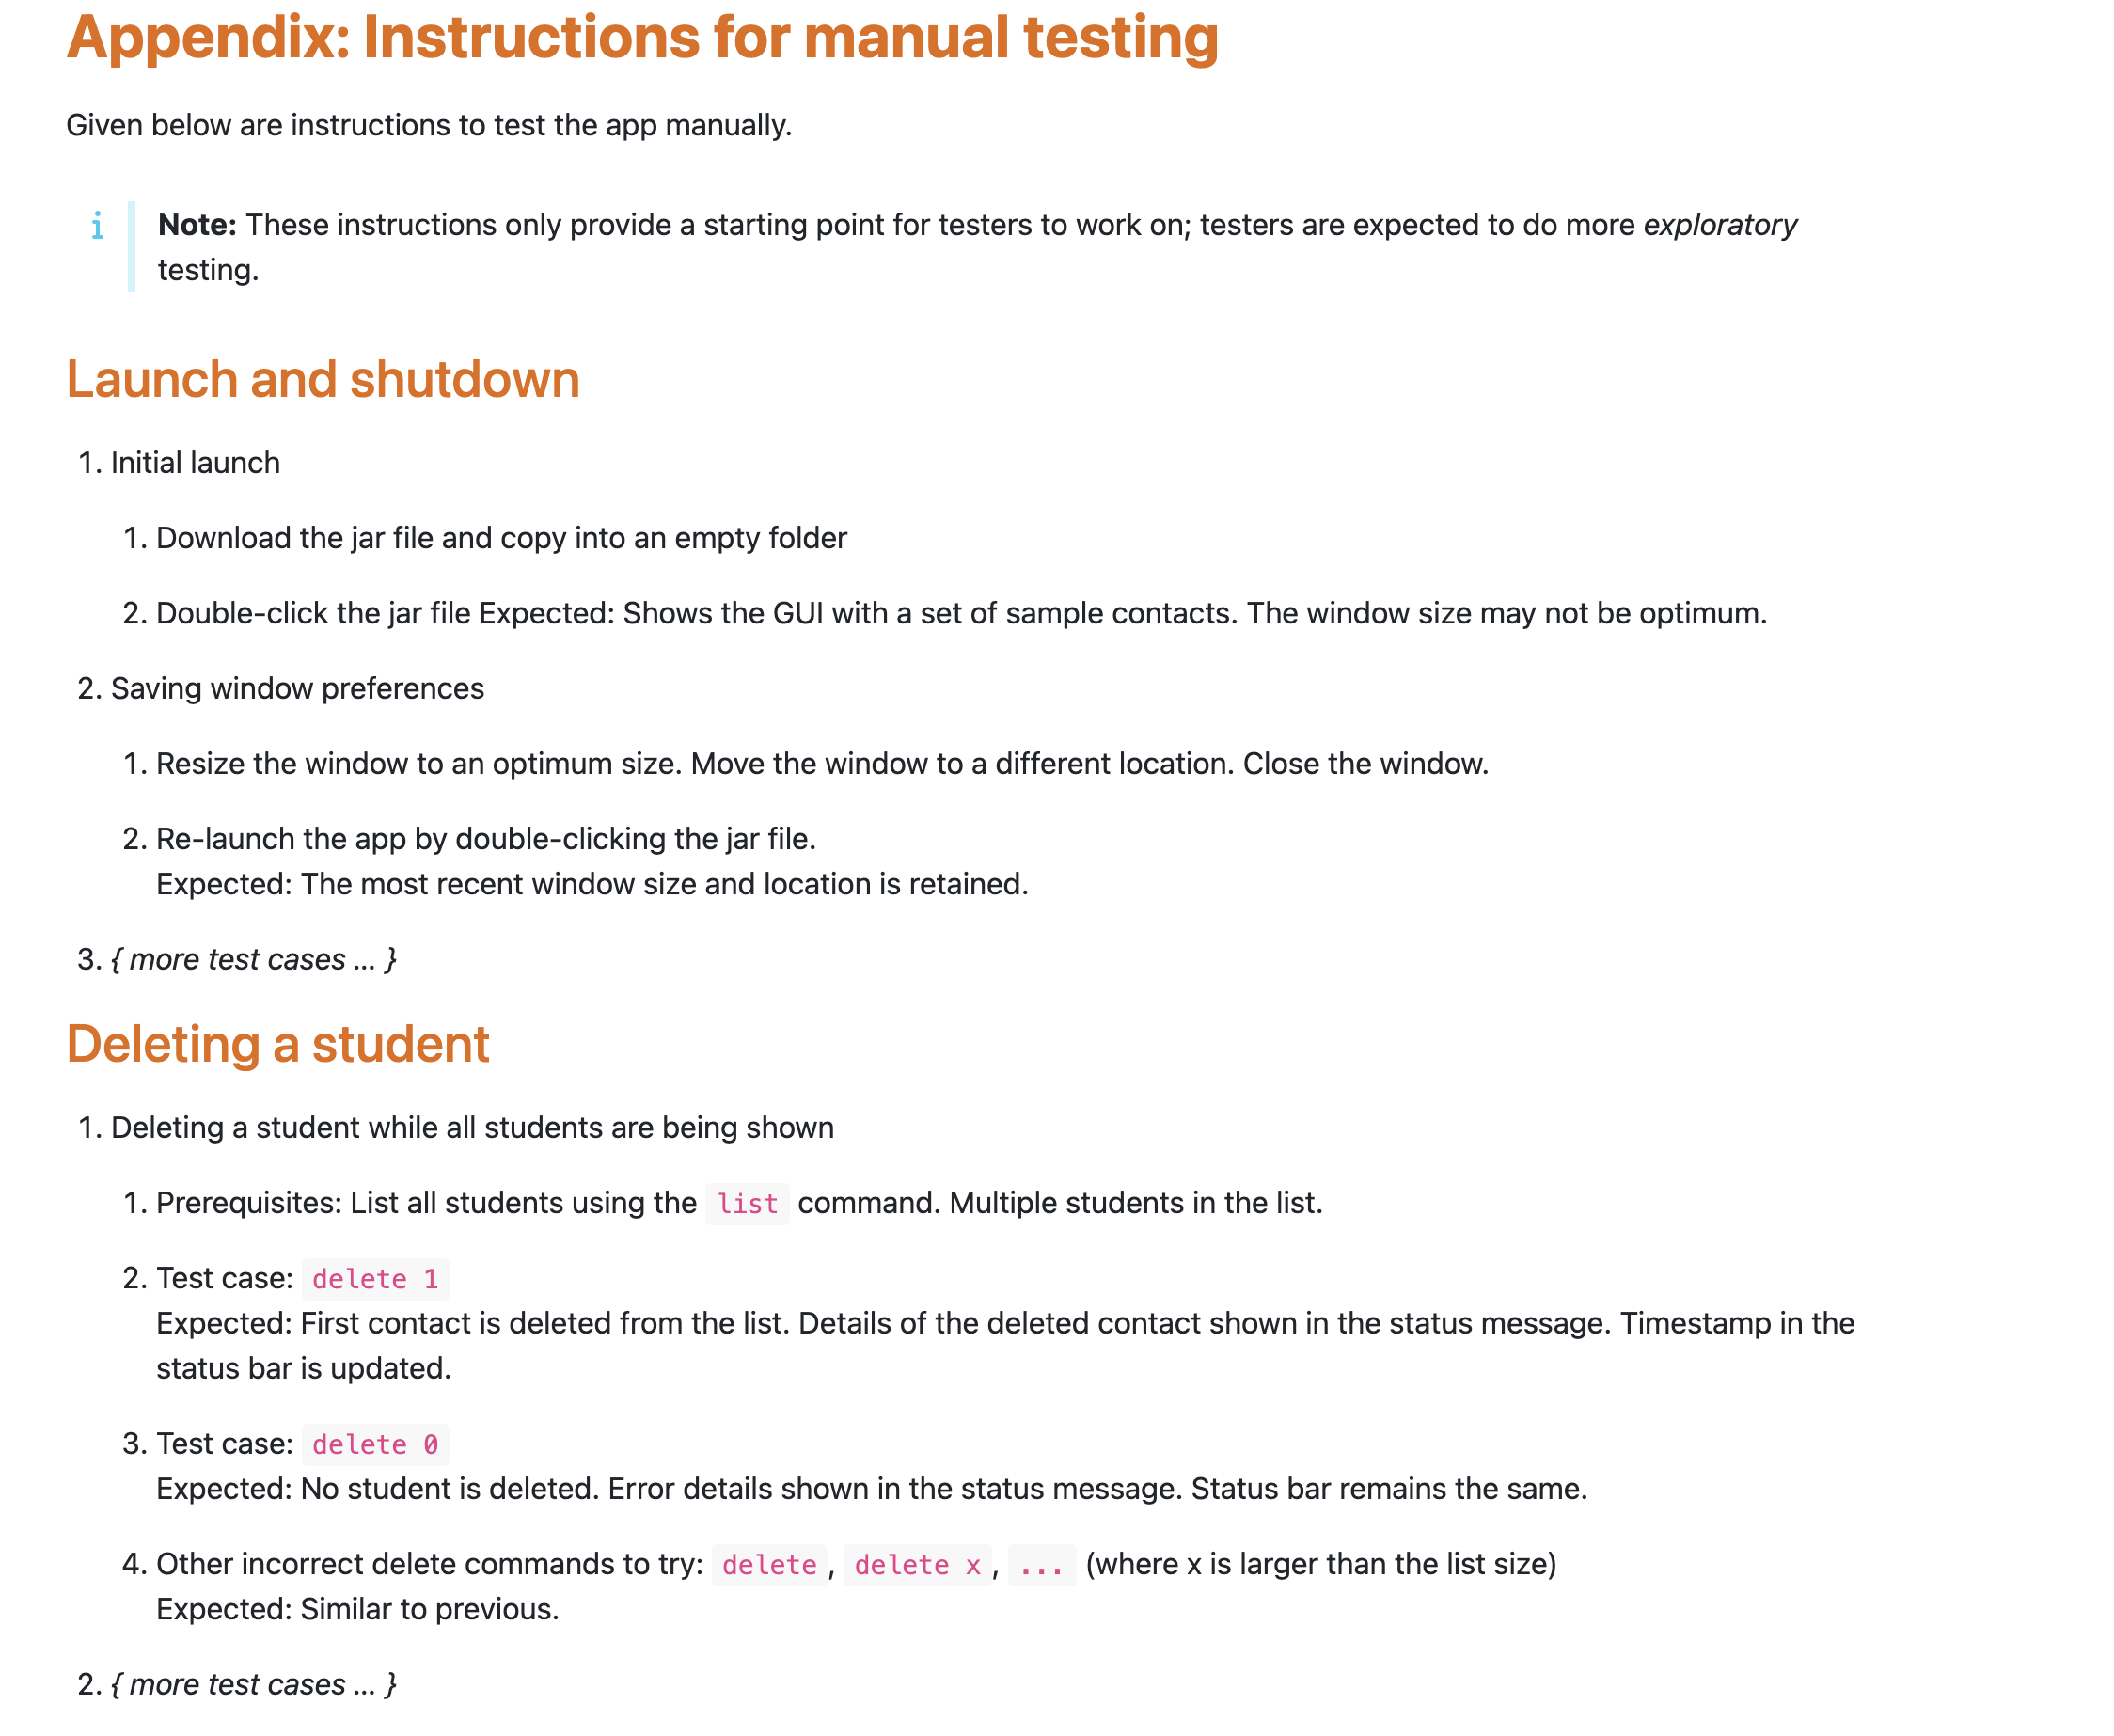 Appendix: Instructions for manual testing
Given below are instructions to test the app manually.
i
Note: These instructions only provide a starting point for testers to work on; testers are expected to do more exploratory
testing.
Launch and shutdown
1. Initial launch
1. Download the jar file and copy into an empty folder
2. Double-click the jar file Expected: Shows the GUI with a set of sample contacts. The window size may not be optimum.
2. Saving window preferences
1. Resize the window to an optimum size. Move the window to a different location. Close the window.
2. Re-launch the app by double-clicking the jar file.
Expected: The most recent window size and location is retained.
3. { more test cases … }
Deleting a student
1. Deleting a student while all students are being shown
1. Prerequisites: List all students using the list command. Multiple students in the list.
2. Test case: delete 1
Expected: First contact is deleted from the list. Details of the deleted contact shown in the status message. Timestamp in the
status bar is updated.
3. Test case: delete 0
Expected: No student is deleted. Error details shown in the status message. Status bar remains the same.
4. Other incorrect delete commands to try: delete, delete x, ... (where x is larger than the list size)
Expected: Similar to previous.
2. { more test cases … }